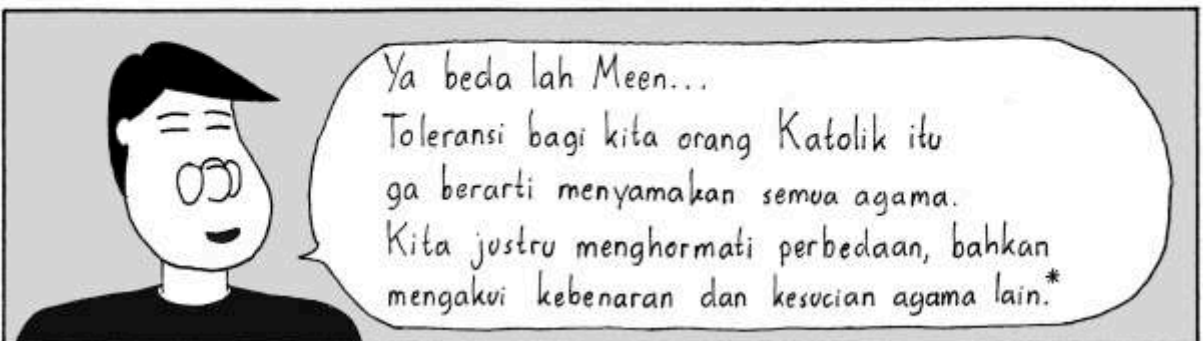 Ya beda lah Meen...
Toleransi bagi kita orang Katolik itu
ga berarti menyamakan semua agama.
Kita justru menghormati perbedaan, bahkan
mengakui kebenaran dan kesucian agama lain.*